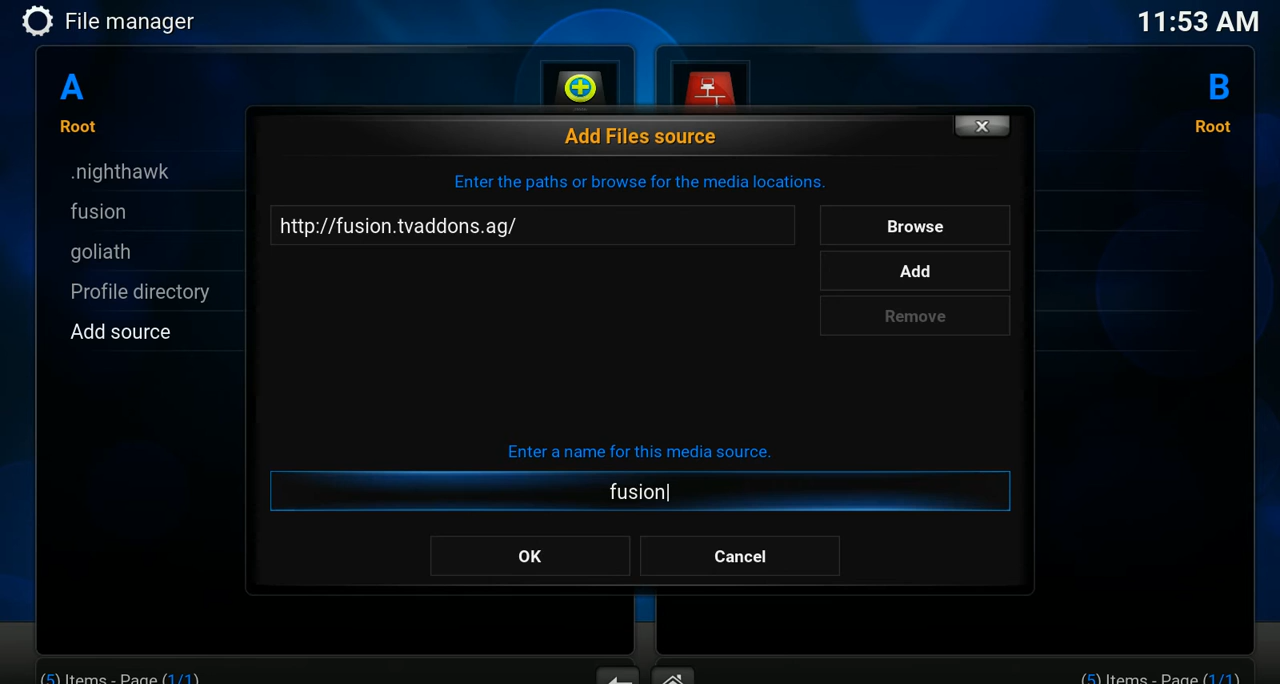 File manager
11:53 AM
A
B
Root
Root
.nighthawk
fusion
goliath
Profile directory
Add source
Add Files source
Enter the paths or browse for the media locations.
http://fusion.tvaddons.ag/
Browse
Add
Remove
Enter a name for this media source.
fusion
OK
Cancel
(5) Items - Page (1/1)
(5) Items - Page (1/1)